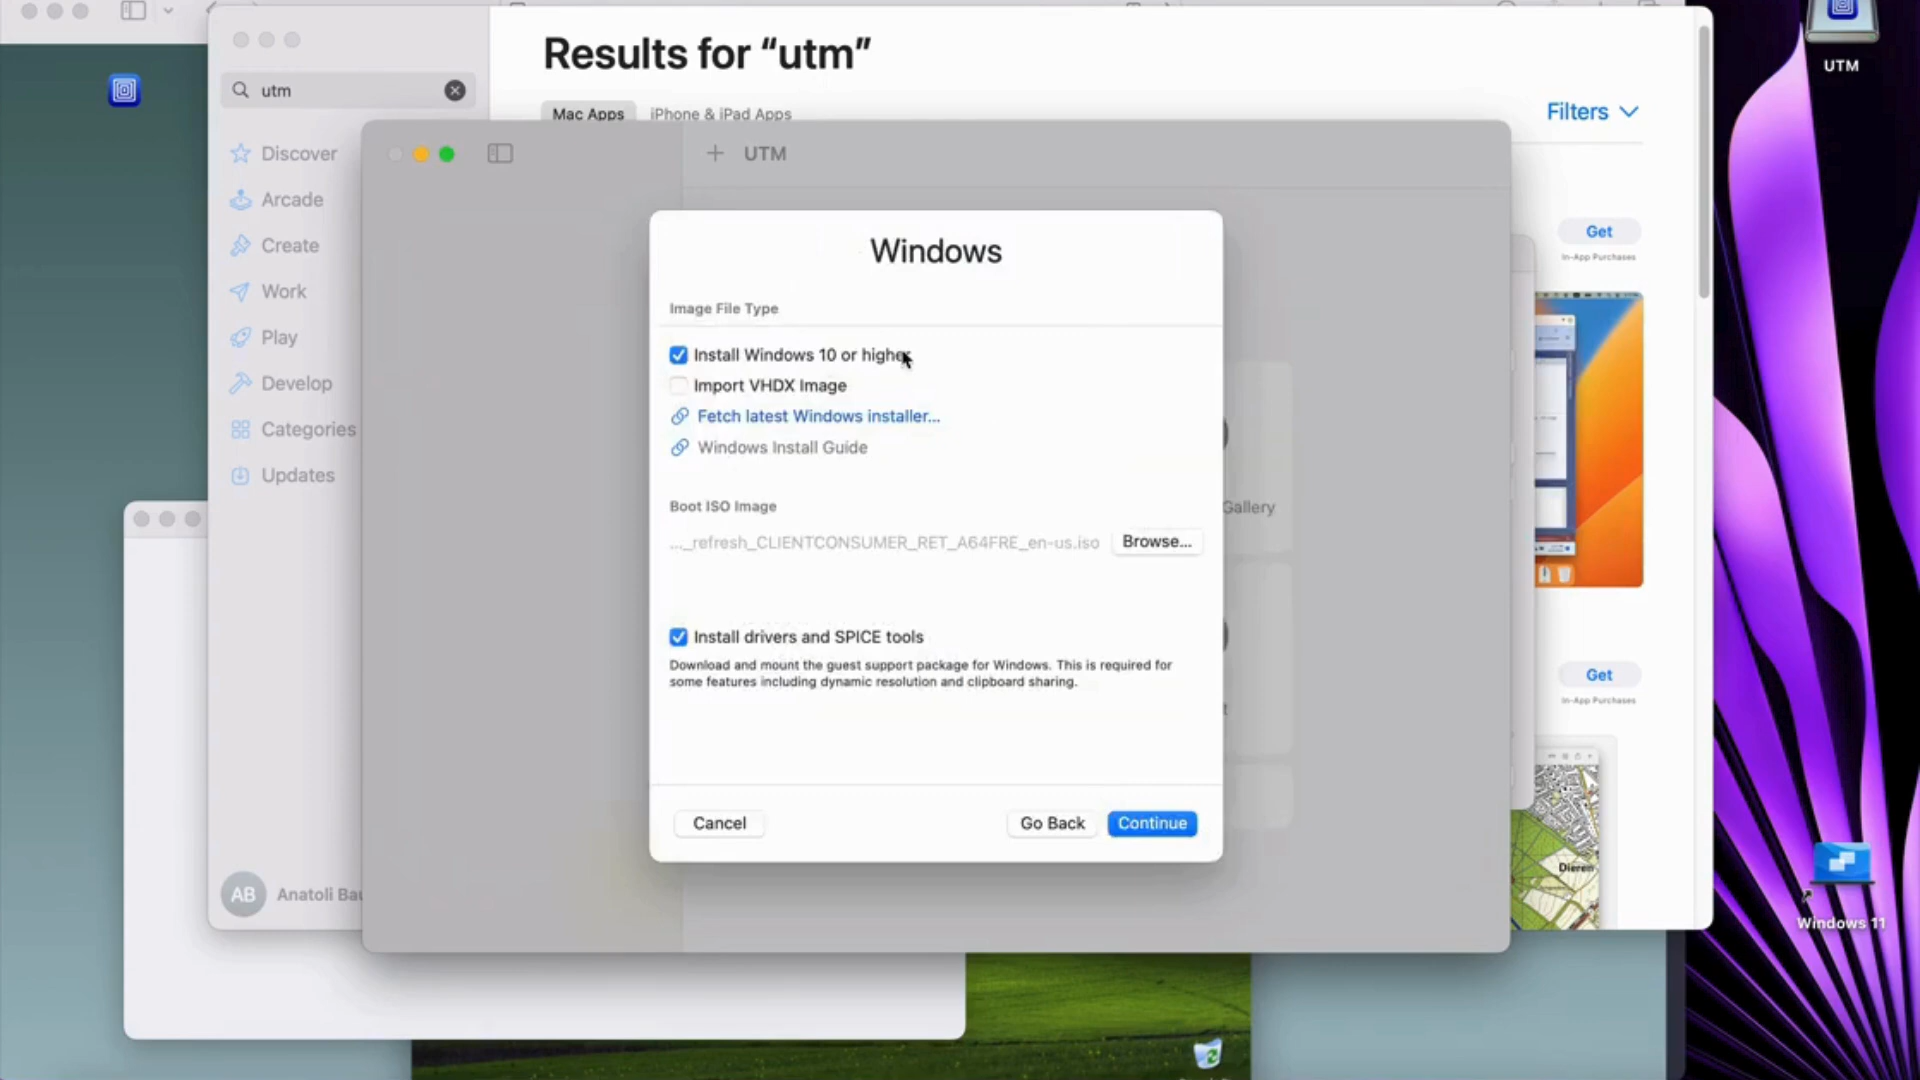 Results for “utm”
utm
Mac Apps
iPhone & iPad Apps
Filters
UTM
Discover
Arcade
Create
Work
Play
Develop
Categories
Updates
AB
Anatoli Bau
UTM
Windows
Image File Type
Install Windows 10 or higher
Import VHDX Image
Fetch latest Windows installer...
Windows Install Guide
Boot ISO Image
..._refresh_CLIENTCONSUMER_RET_A64FRE_en-us.iso
Browse...
Install drivers and SPICE tools
Download and mount the guest support package for Windows. This is required for
some features including dynamic resolution and clipboard sharing.
Cancel
Go Back
Continue
Gallery
Get
In-App Purchases
Get
In-App Purchases
Dieren
Windows 11